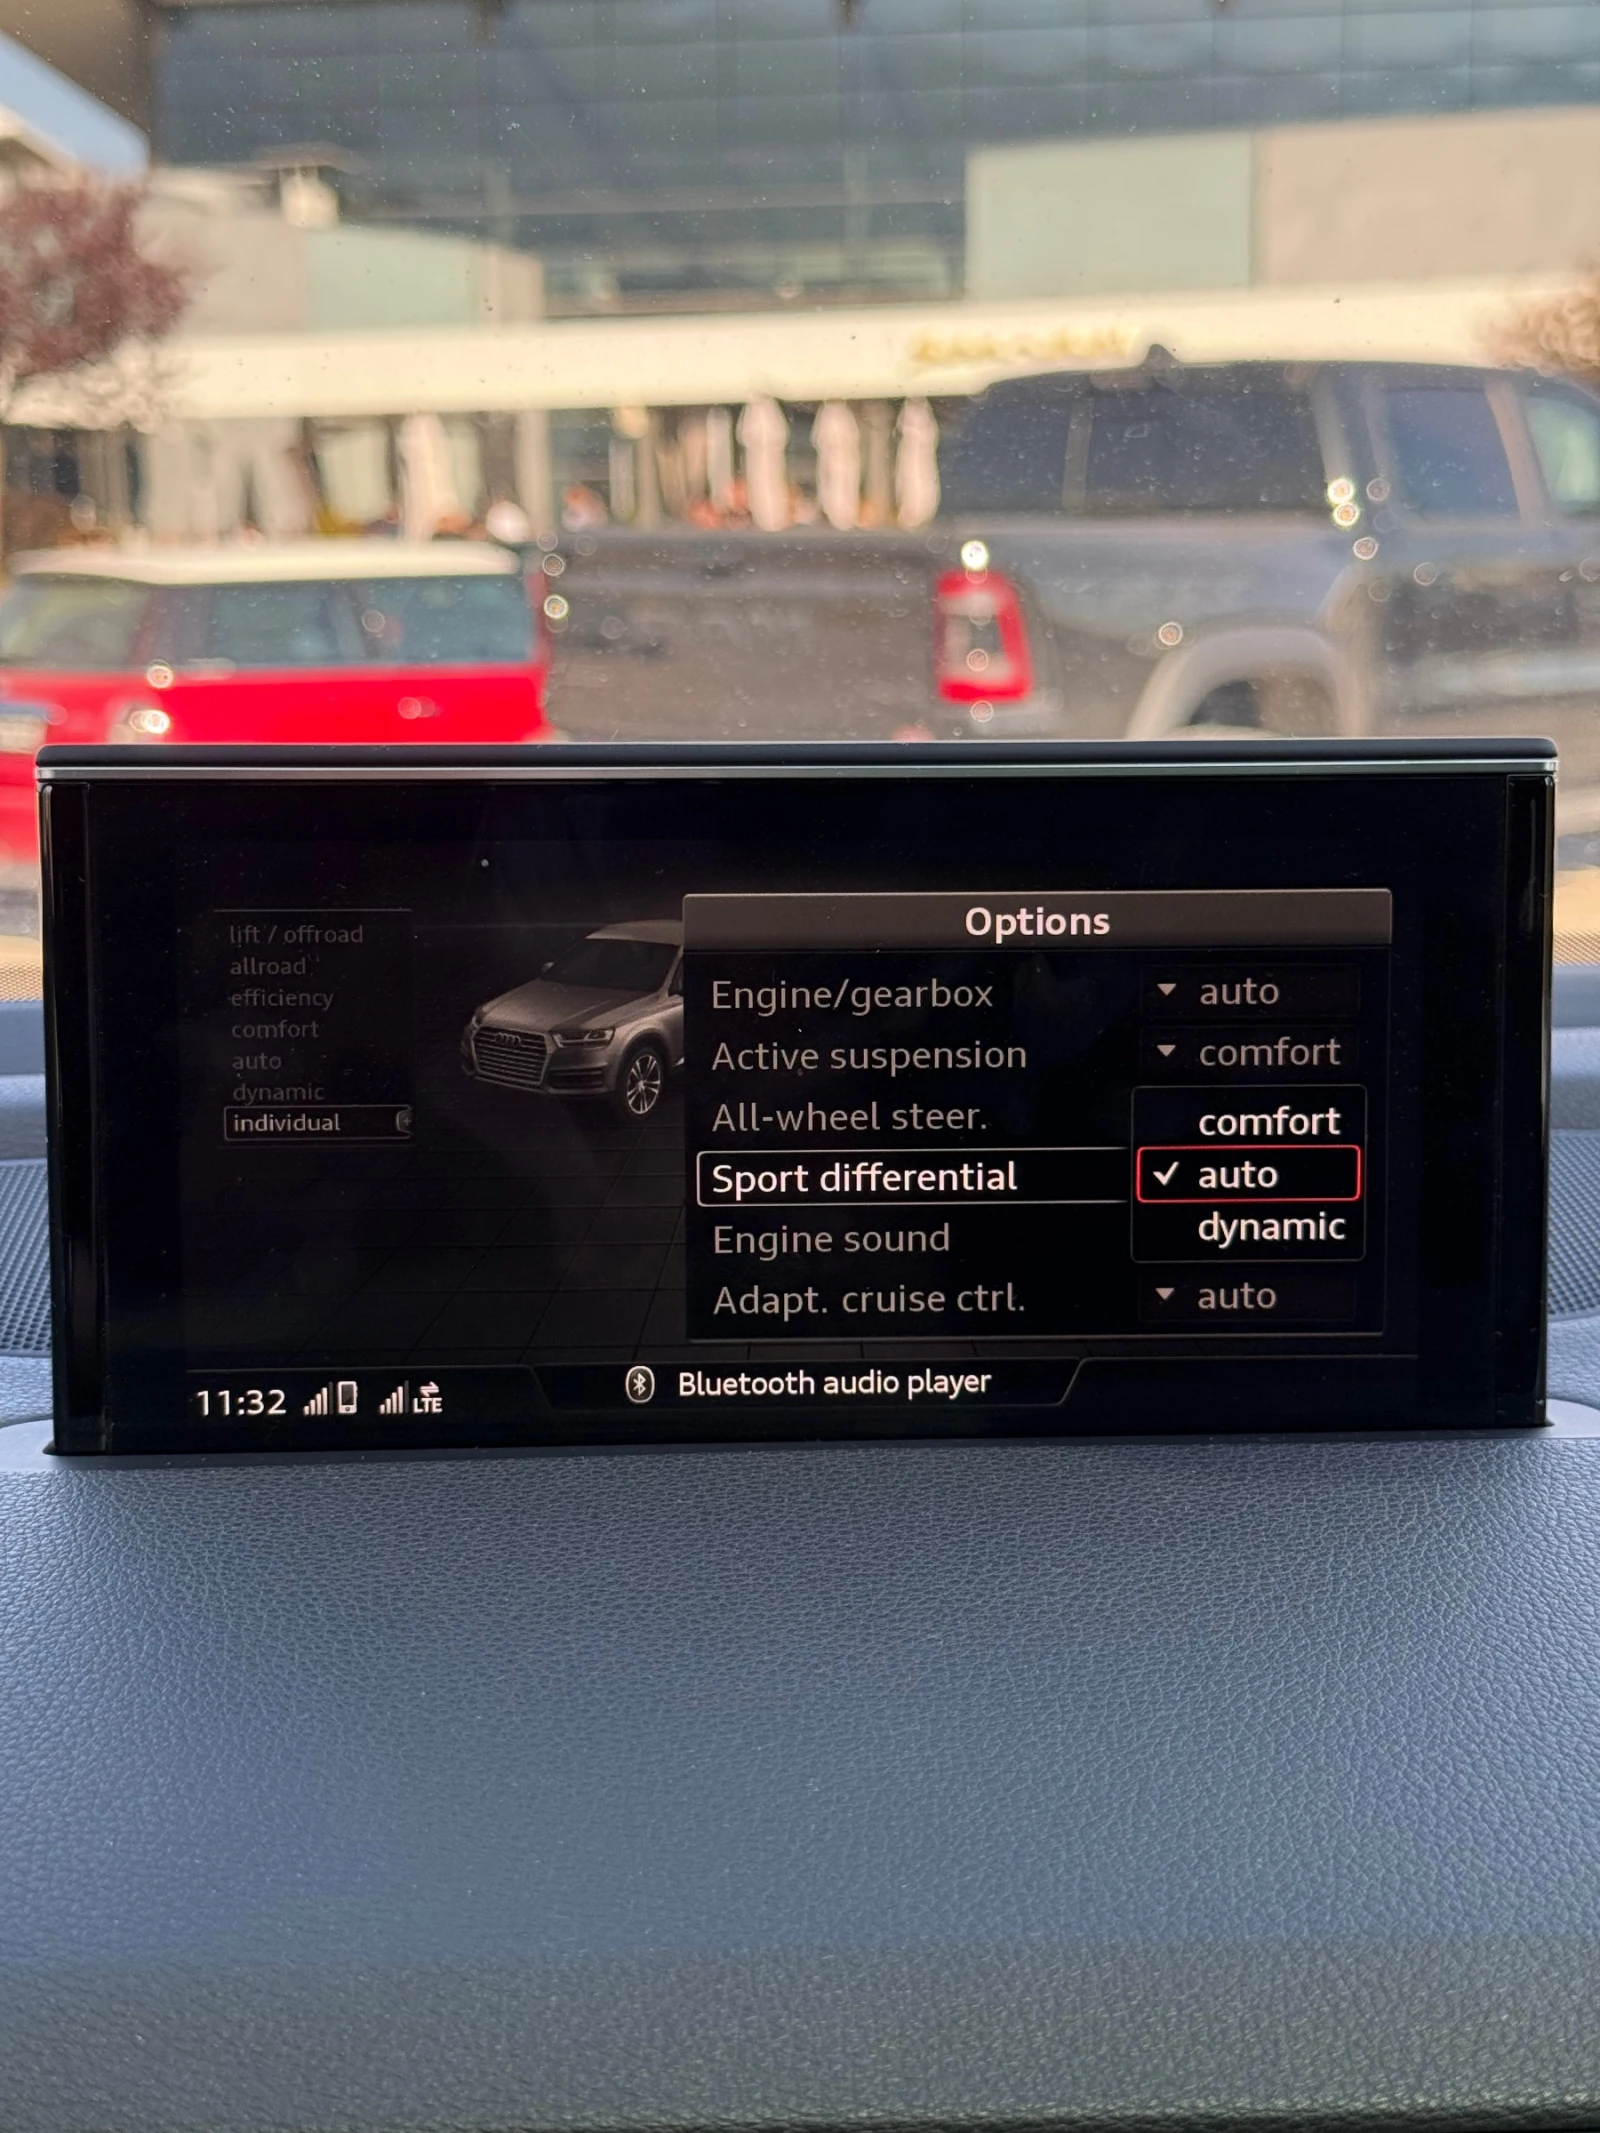 lift / offroad
allroad
efficiency
comfort
auto
dynamic
individual
Options
Engine/gearbox auto
Active suspension comfort
All-wheel steer. comfort
Sport differential auto
dynamic
Engine sound
Adapt. cruise ctrl. auto
11:32 LTE
Bluetooth audio player